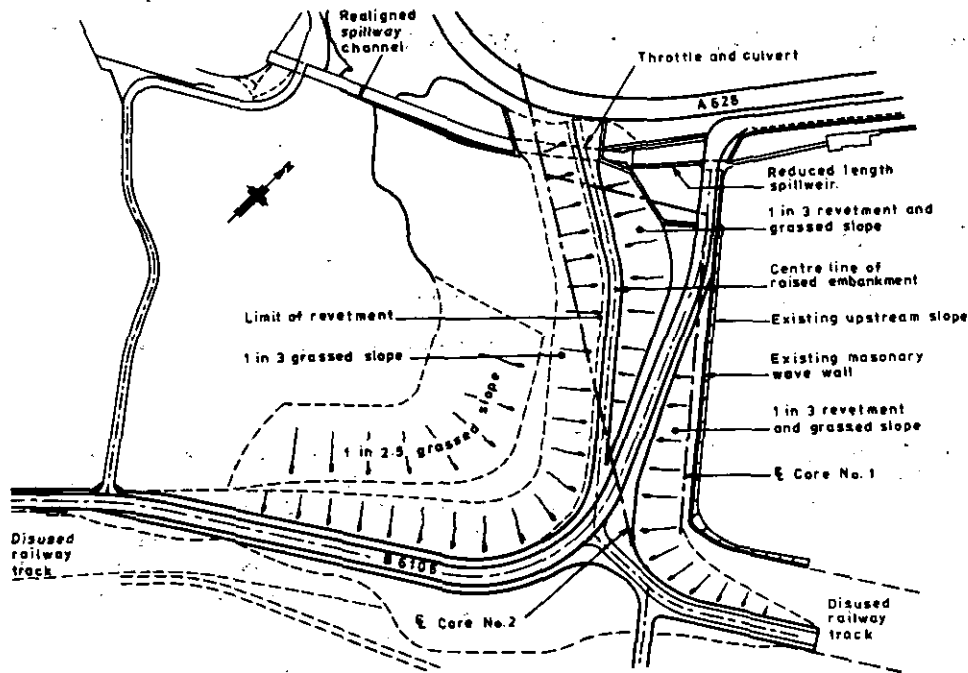 Realigned
spillway
channel
Throttle and culvert
A 628
N
Reduced length
spillweir.
1 in 3 revetment and
grassed slope
Centre line of
raised embankment
Limit of revetment
Existing upstream slope
1 in 3 grassed slope
Existing masonary
wave wall
1 in 2.5 grassed slope
1 in 3 revetment
and grassed slope
℄ Core No. 1
Disused
railway
track
B 6106
℄ Core No. 2
Disused
railway
track